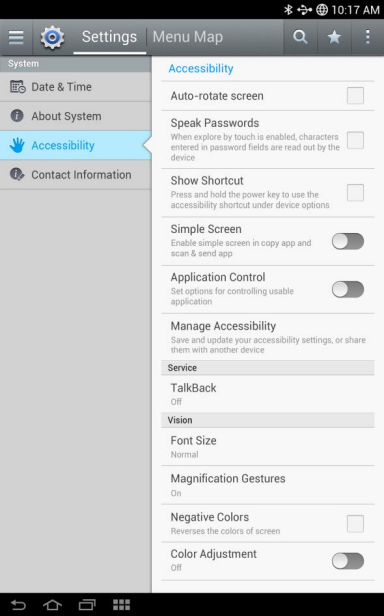 10:17 AM
Settings
Menu Map
System
Date & Time
About System
Accessibility
Contact Information
Accessibility
Auto-rotate screen
Speak Passwords
When explore by touch is enabled, characters
entered in password fields are read out by the
device
Show Shortcut
Press and hold the power key to use the
accessibility shortcut under device options
Simple Screen
Enable simple screen in copy app and
scan & send app
Application Control
Set options for controlling usable
application
Manage Accessibility
Save and update your accessibility settings, or share
them with another device
Service
TalkBack
Off
Vision
Font Size
Normal
Magnification Gestures
On
Negative Colors
Reverses the colors of screen
Color Adjustment
Off